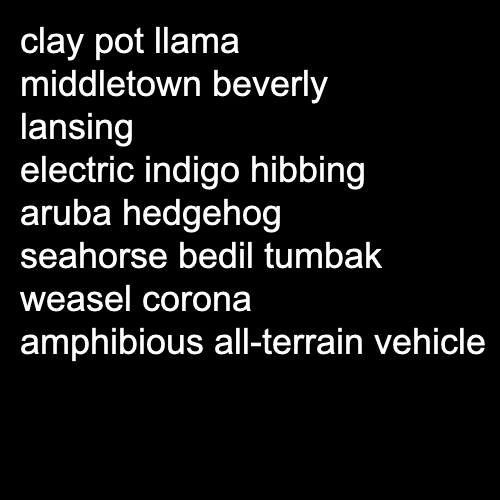 clay pot llama
middletown beverly
lansing
electric indigo hibbing
aruba hedgehog
seahorse bedil tumbak
weasel corona
amphibious all-terrain vehicle